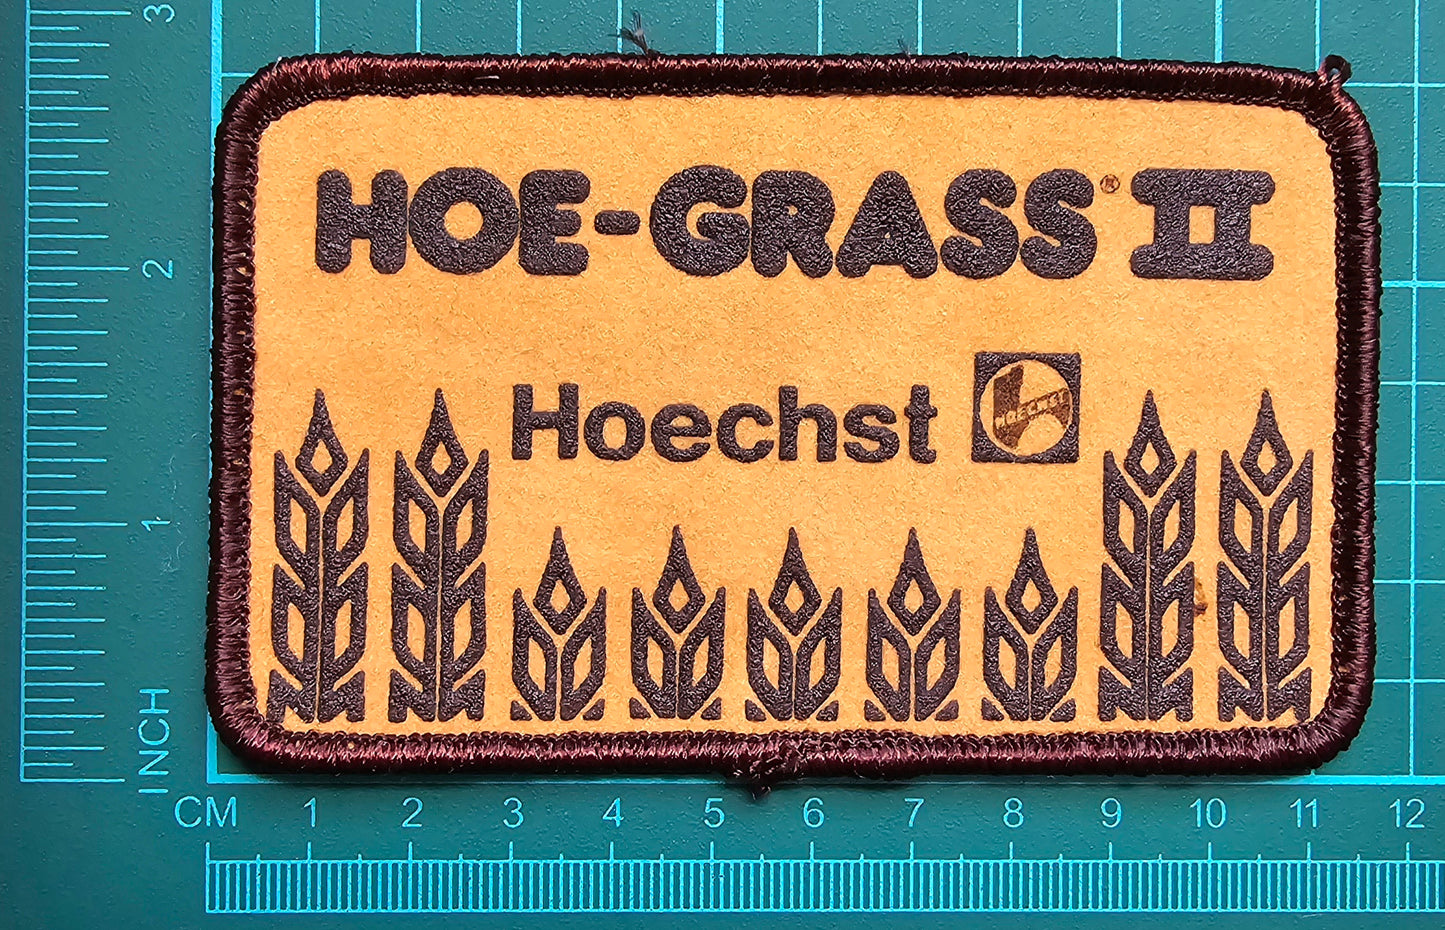 HOE-GRASS® II
Hoechst
HOECHST
3
2
1
INCH
CM 1 2 3 4 5 6 7 8 9 10 11 12